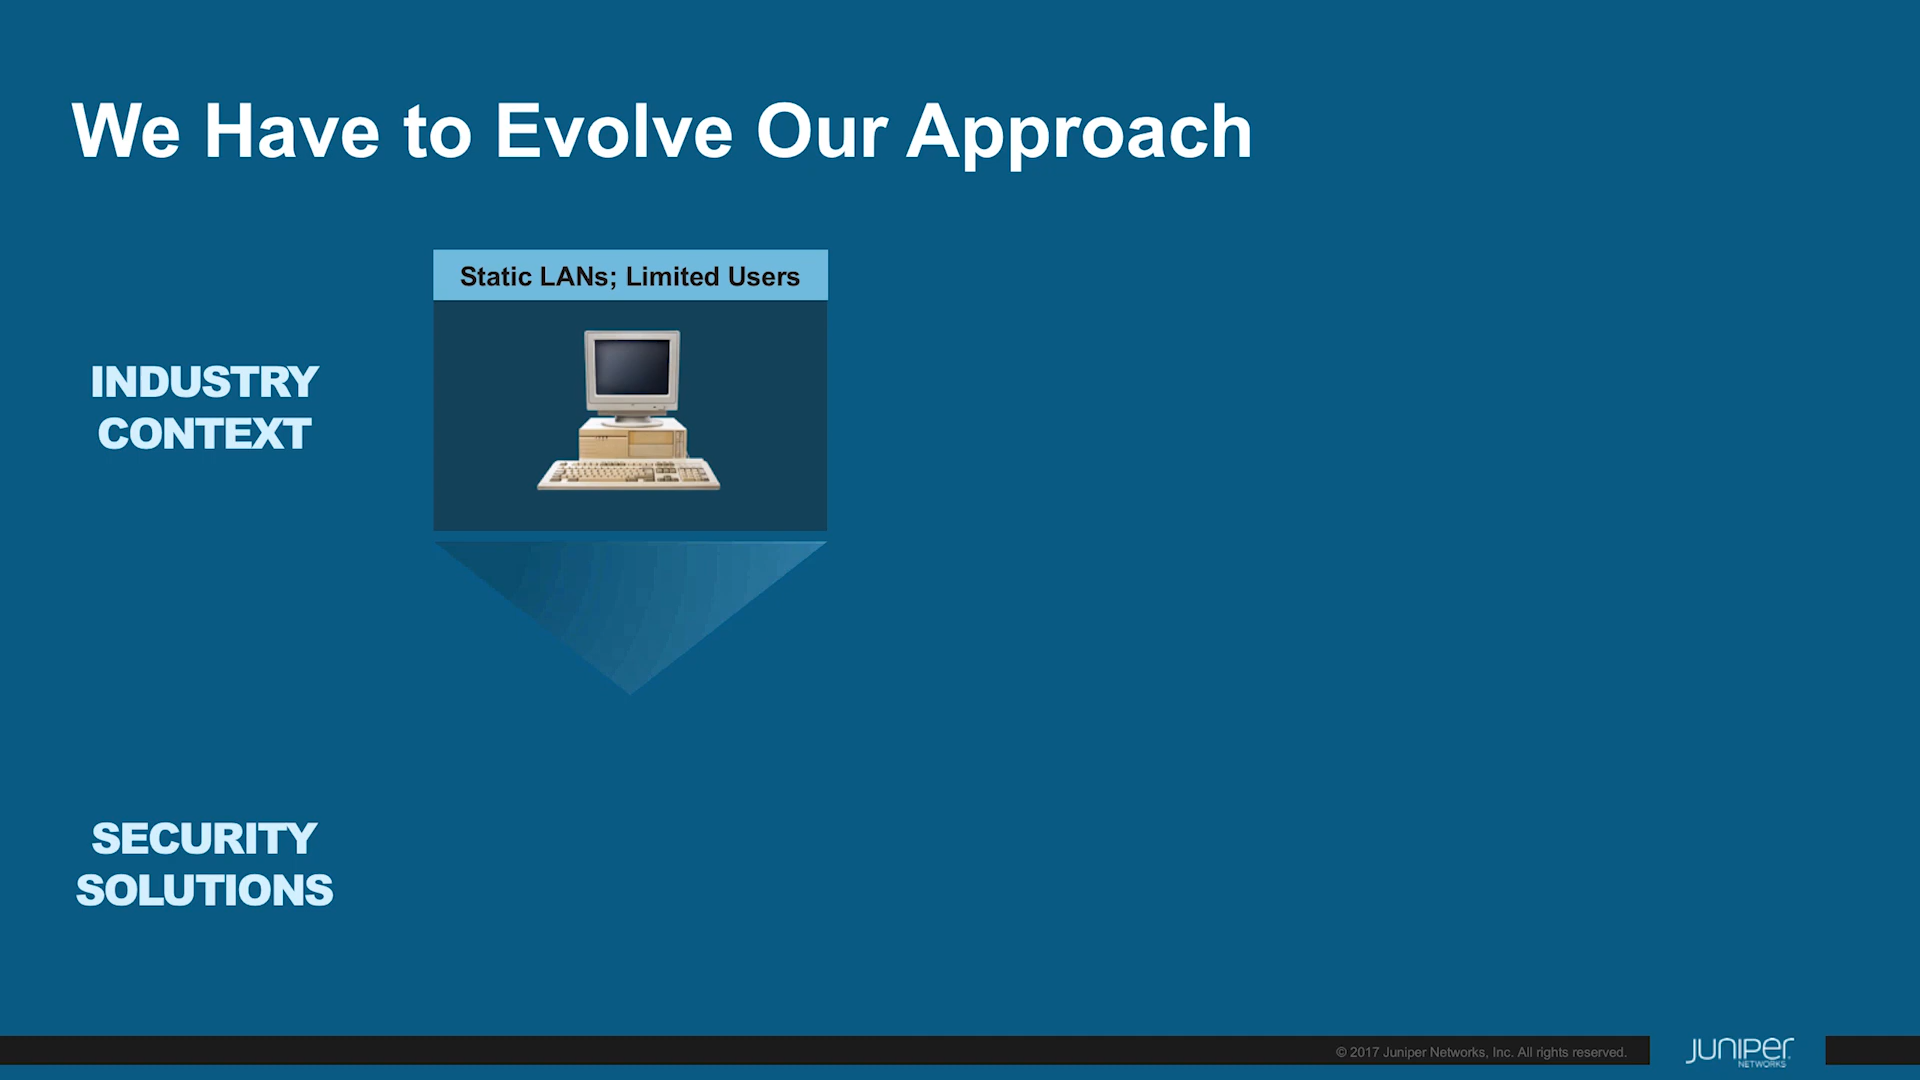 We Have to Evolve Our Approach
Static LANs; Limited Users
INDUSTRY
CONTEXT
SECURITY
SOLUTIONS
© 2017 Juniper Networks, Inc. All rights reserved.
JUNIPEr
NETWORKS